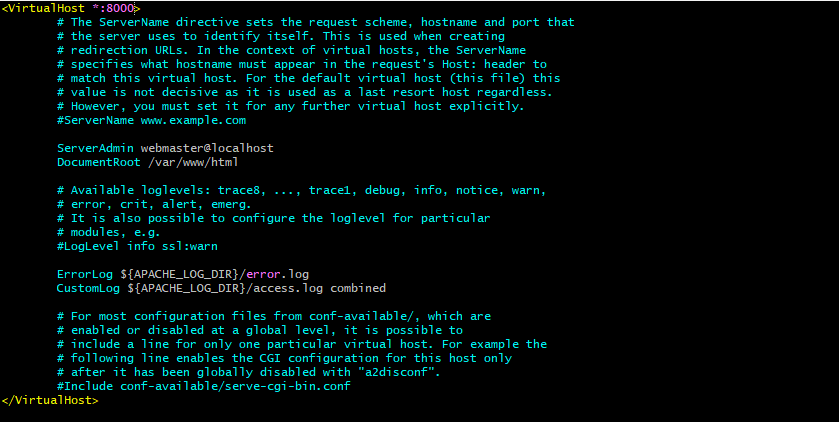 <VirtualHost *:8000>
# The ServerName directive sets the request scheme, hostname and port that
# the server uses to identify itself. This is used when creating
# redirection URLs. In the context of virtual hosts, the ServerName
# specifies what hostname must appear in the request's Host: header to
# match this virtual host. For the default virtual host (this file) this
# value is not decisive as it is used as a last resort host regardless.
# However, you must set it for any further virtual host explicitly.
#ServerName www.example.com
ServerAdmin webmaster@localhost
DocumentRoot /var/www/html
# Available loglevels: trace8, ..., trace1, debug, info, notice, warn,
# error, crit, alert, emerg.
# It is also possible to configure the loglevel for particular
# modules, e.g.
#LogLevel info ssl:warn
ErrorLog ${APACHE_LOG_DIR}/error.log
CustomLog ${APACHE_LOG_DIR}/access.log combined
# For most configuration files from conf-available/, which are
# enabled or disabled at a global level, it is possible to
# include a line for only one particular virtual host. For example the
# following line enables the CGI configuration for this host only
# after it has been globally disabled with "a2disconf".
#Include conf-available/serve-cgi-bin.conf
</VirtualHost>